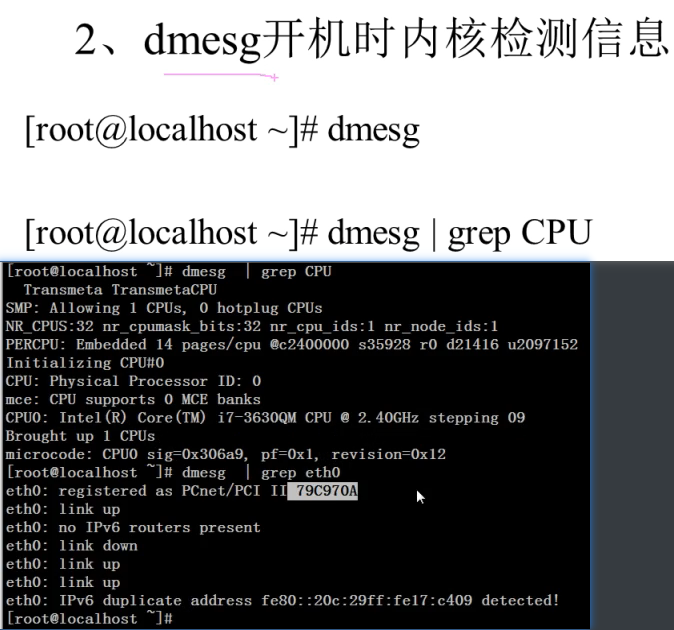 2、dmesg开机时内核检测信息
[root@localhost ~]# dmesg
[root@localhost ~]# dmesg | grep CPU
[root@localhost ~]# dmesg  | grep CPU
  Transmeta TransmetaCPU
SMP: Allowing 1 CPUs, 0 hotplug CPUs
NR_CPUS:32 nr_cpumask_bits:32 nr_cpu_ids:1 nr_node_ids:1
PERCPU: Embedded 14 pages/cpu @c2400000 s35928 r0 d21416 u2097152
Initializing CPU#0
CPU: Physical Processor ID: 0
mce: CPU supports 0 MCE banks
CPU0: Intel(R) Core(TM) i7-3630QM CPU @ 2.40GHz stepping 09
Brought up 1 CPUs
microcode: CPU0 sig=0x306a9, pf=0x1, revision=0x12
[root@localhost ~]# dmesg  | grep eth0
eth0: registered as PCnet/PCI II 79C970A
eth0: link up
eth0: no IPv6 routers present
eth0: link down
eth0: link up
eth0: link up
eth0: IPv6 duplicate address fe80::20c:29ff:fe17:c409 detected!
[root@localhost ~]#